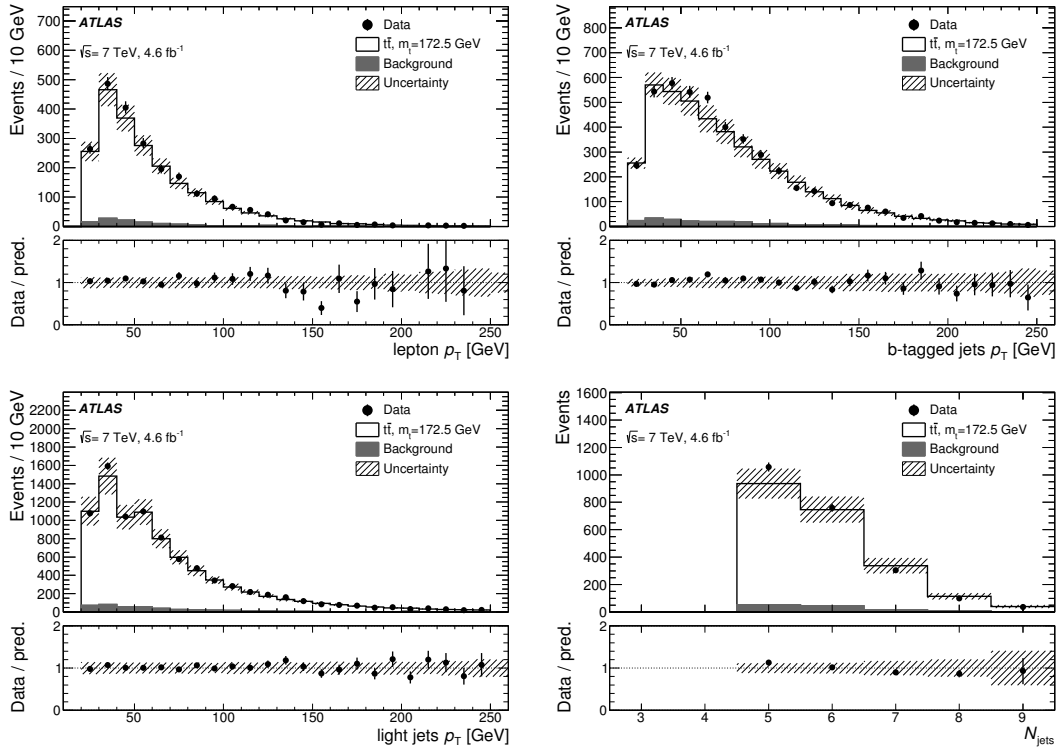 ATLAS
√s= 7 TeV, 4.6 fb⁻¹
Data
tt̄, mₜ=172.5 GeV
Background
Uncertainty
Events / 10 GeV
700
600
500
400
300
200
100
0
Data / pred.
2
1
0
50 100 150 200 250
lepton p_T [GeV]
ATLAS
√s= 7 TeV, 4.6 fb⁻¹
Data
tt̄, mₜ=172.5 GeV
Background
Uncertainty
Events / 10 GeV
800
700
600
500
400
300
200
100
0
Data / pred.
2
1
0
50 100 150 200 250
b-tagged jets p_T [GeV]
ATLAS
√s= 7 TeV, 4.6 fb⁻¹
Data
tt̄, mₜ=172.5 GeV
Background
Uncertainty
Events / 10 GeV
2200
2000
1800
1600
1400
1200
1000
800
600
400
200
0
Data / pred.
2
1
0
50 100 150 200 250
light jets p_T [GeV]
ATLAS
√s= 7 TeV, 4.6 fb⁻¹
Data
tt̄, mₜ=172.5 GeV
Background
Uncertainty
Events
1600
1400
1200
1000
800
600
400
200
0
Data / pred.
2
1
0
3 4 5 6 7 8 9
N_jets